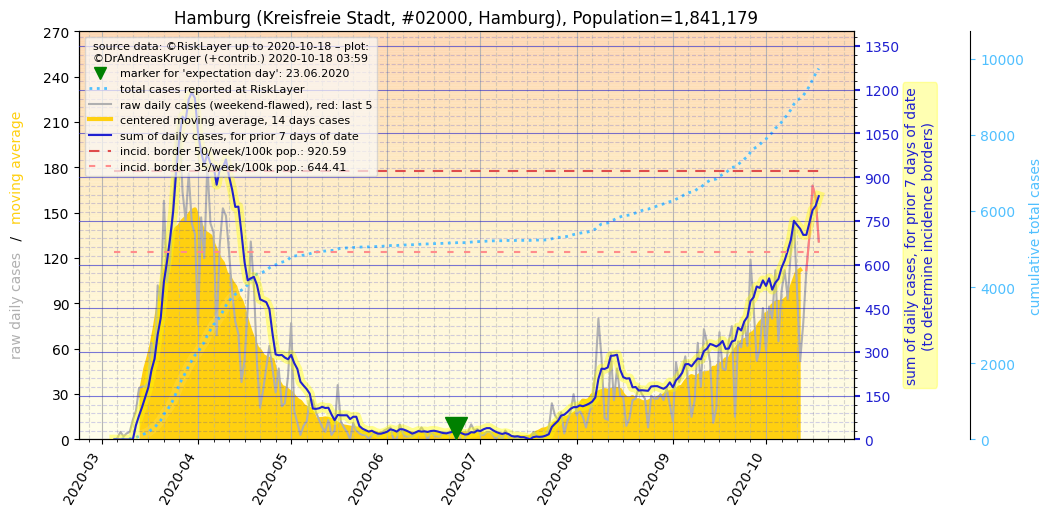 Hamburg (Kreisfreie Stadt, #02000, Hamburg), Population=1,841,179
source data: ©RiskLayer up to 2020-10-18 – plot:
©DrAndreasKruger (+contrib.) 2020-10-18 03:59
marker for 'expectation day': 23.06.2020
total cases reported at RiskLayer
raw daily cases (weekend-flawed), red: last 5
centered moving average, 14 days cases
sum of daily cases, for prior 7 days of date
incid. border 50/week/100k pop.: 920.59
incid. border 35/week/100k pop.: 644.41
raw daily cases / moving average
270
240
210
180
150
120
90
60
30
0
2020-03
2020-04
2020-05
2020-06
2020-07
2020-08
2020-09
2020-10
1350
1200
1050
900
750
600
450
300
150
0
sum of daily cases, for prior 7 days of date
(to determine incidence borders)
10000
8000
6000
4000
2000
0
cumulative total cases